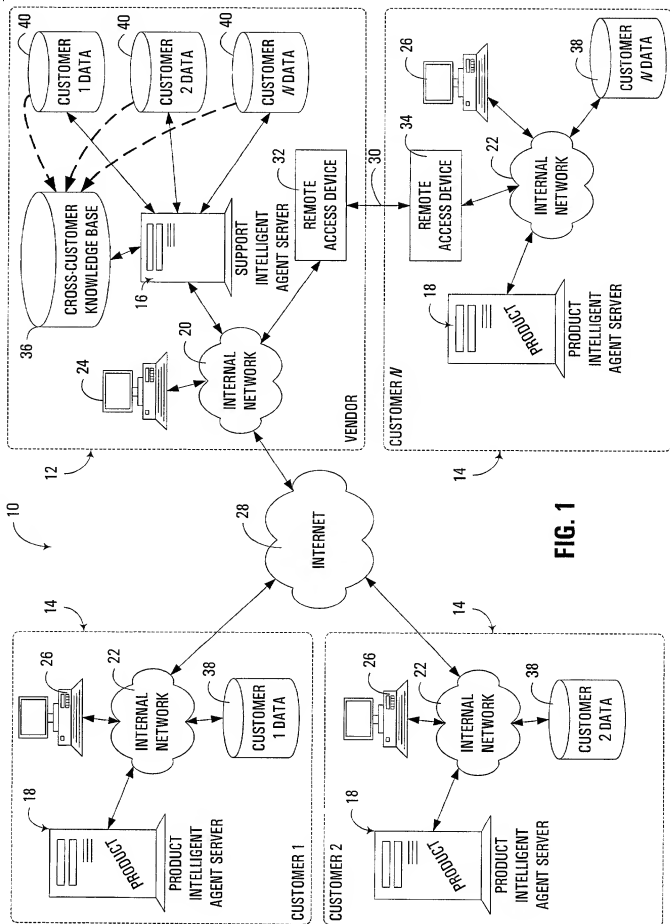 10
14
26
22
18
INTERNAL
NETWORK
38
CUSTOMER
1 DATA
PRODUCT
PRODUCT
INTELLIGENT
AGENT SERVER
CUSTOMER 1
CUSTOMER 2
18
PRODUCT
PRODUCT
INTELLIGENT
AGENT SERVER
22
INTERNAL
NETWORK
26
38
CUSTOMER
2 DATA
14
28
INTERNET
12
36
CROSS-CUSTOMER
KNOWLEDGE BASE
40
CUSTOMER
1 DATA
40
CUSTOMER
2 DATA
40
CUSTOMER
N DATA
16
SUPPORT
INTELLIGENT
AGENT SERVER
24
20
INTERNAL
NETWORK
32
REMOTE
ACCESS DEVICE
VENDOR
30
CUSTOMER N
34
REMOTE
ACCESS DEVICE
26
22
INTERNAL
NETWORK
38
CUSTOMER
N DATA
18
PRODUCT
PRODUCT
INTELLIGENT
AGENT SERVER
14
FIG. 1